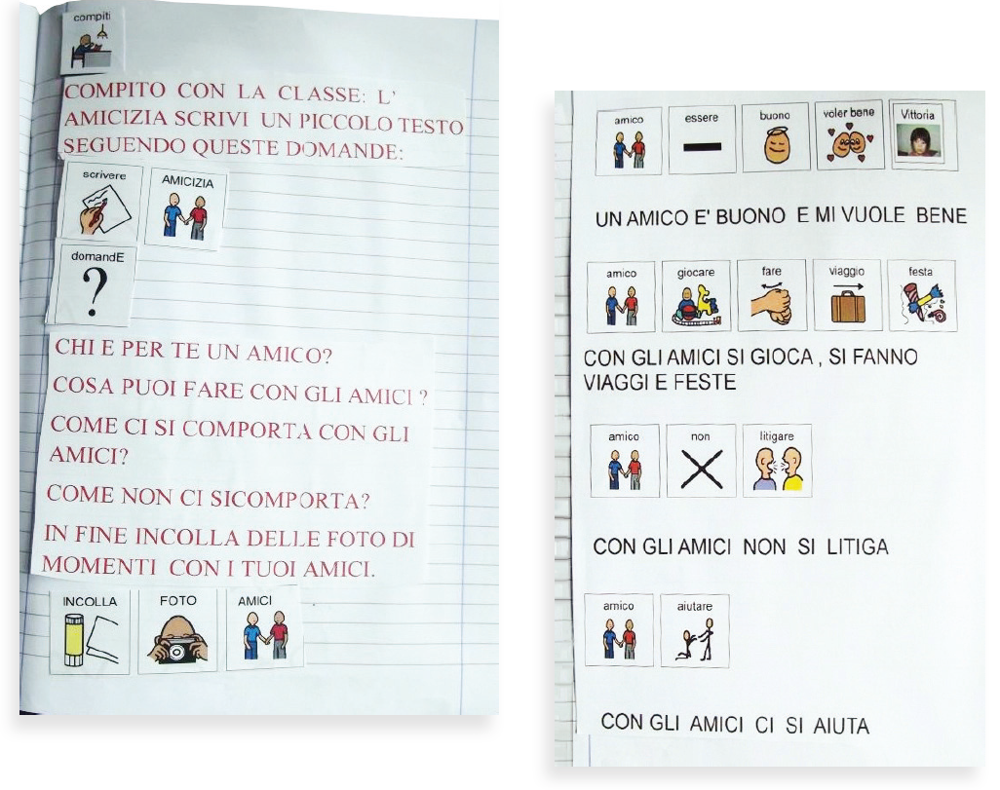 compiti
COMPITO CON LA CLASSE: L'
AMICIZIA SCRIVI UN PICCOLO TESTO
SEGUENDO QUESTE DOMANDE:
scrivere AMICIZIA
domandE
?
CHI E PER TE UN AMICO?
COSA PUOI FARE CON GLI AMICI ?
COME CI SI COMPORTA CON GLI
AMICI?
COME NON CI SICOMPORTA?
IN FINE INCOLLA DELLE FOTO DI
MOMENTI CON I TUOI AMICI.
INCOLLA FOTO AMICI
amico essere buono voler bene Vittoria
UN AMICO E' BUONO E MI VUOLE BENE
amico giocare fare viaggio festa
CON GLI AMICI SI GIOCA , SI FANNO
VIAGGI E FESTE
amico non litigare
CON GLI AMICI NON SI LITIGA
amico aiutare
CON GLI AMICI CI SI AIUTA